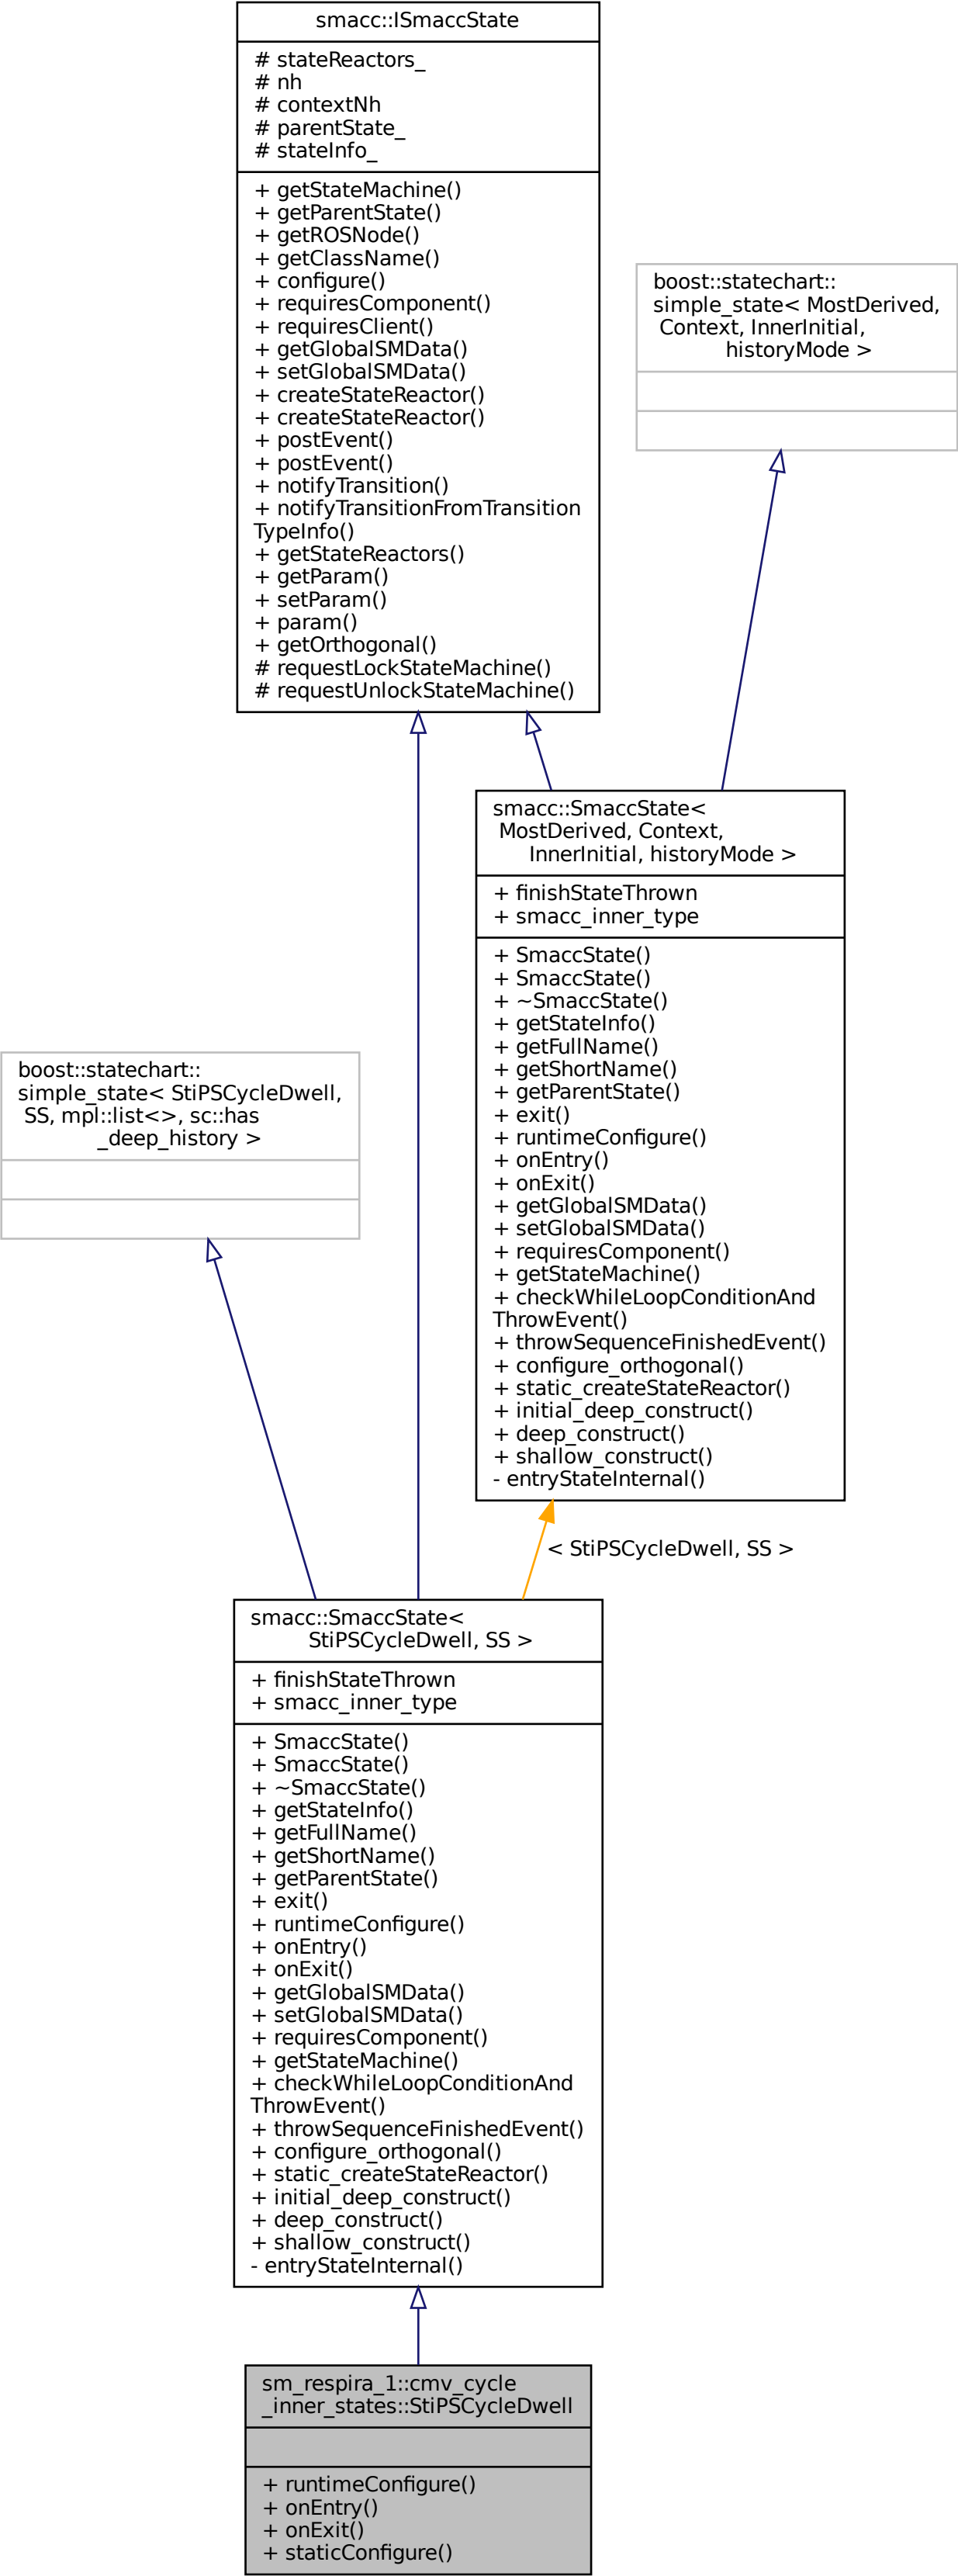 smacc::ISmaccState
# stateReactors_
# nh
# contextNh
# parentState_
# stateInfo_
+ getStateMachine()
+ getParentState()
+ getROSNode()
+ getClassName()
+ configure()
+ requiresComponent()
+ requiresClient()
+ getGlobalSMData()
+ setGlobalSMData()
+ createStateReactor()
+ createStateReactor()
+ postEvent()
+ postEvent()
+ notifyTransition()
+ notifyTransitionFromTransition
TypeInfo()
+ getStateReactors()
+ getParam()
+ setParam()
+ param()
+ getOrthogonal()
# requestLockStateMachine()
# requestUnlockStateMachine()
boost::statechart::
simple_state< MostDerived,
Context, InnerInitial,
historyMode >
smacc::SmaccState<
MostDerived, Context,
InnerInitial, historyMode >
+ finishStateThrown
+ smacc_inner_type
+ SmaccState()
+ SmaccState()
+ ~SmaccState()
+ getStateInfo()
+ getFullName()
+ getShortName()
+ getParentState()
+ exit()
+ runtimeConfigure()
+ onEntry()
+ onExit()
+ getGlobalSMData()
+ setGlobalSMData()
+ requiresComponent()
+ getStateMachine()
+ checkWhileLoopConditionAnd
ThrowEvent()
+ throwSequenceFinishedEvent()
+ configure_orthogonal()
+ static_createStateReactor()
+ initial_deep_construct()
+ deep_construct()
+ shallow_construct()
- entryStateInternal()
boost::statechart::
simple_state< StiPSCycleDwell,
SS, mpl::list<>, sc::has
_deep_history >
< StiPSCycleDwell, SS >
smacc::SmaccState<
StiPSCycleDwell, SS >
+ finishStateThrown
+ smacc_inner_type
+ SmaccState()
+ SmaccState()
+ ~SmaccState()
+ getStateInfo()
+ getFullName()
+ getShortName()
+ getParentState()
+ exit()
+ runtimeConfigure()
+ onEntry()
+ onExit()
+ getGlobalSMData()
+ setGlobalSMData()
+ requiresComponent()
+ getStateMachine()
+ checkWhileLoopConditionAnd
ThrowEvent()
+ throwSequenceFinishedEvent()
+ configure_orthogonal()
+ static_createStateReactor()
+ initial_deep_construct()
+ deep_construct()
+ shallow_construct()
- entryStateInternal()
sm_respira_1::cmv_cycle
_inner_states::StiPSCycleDwell
+ runtimeConfigure()
+ onEntry()
+ onExit()
+ staticConfigure()